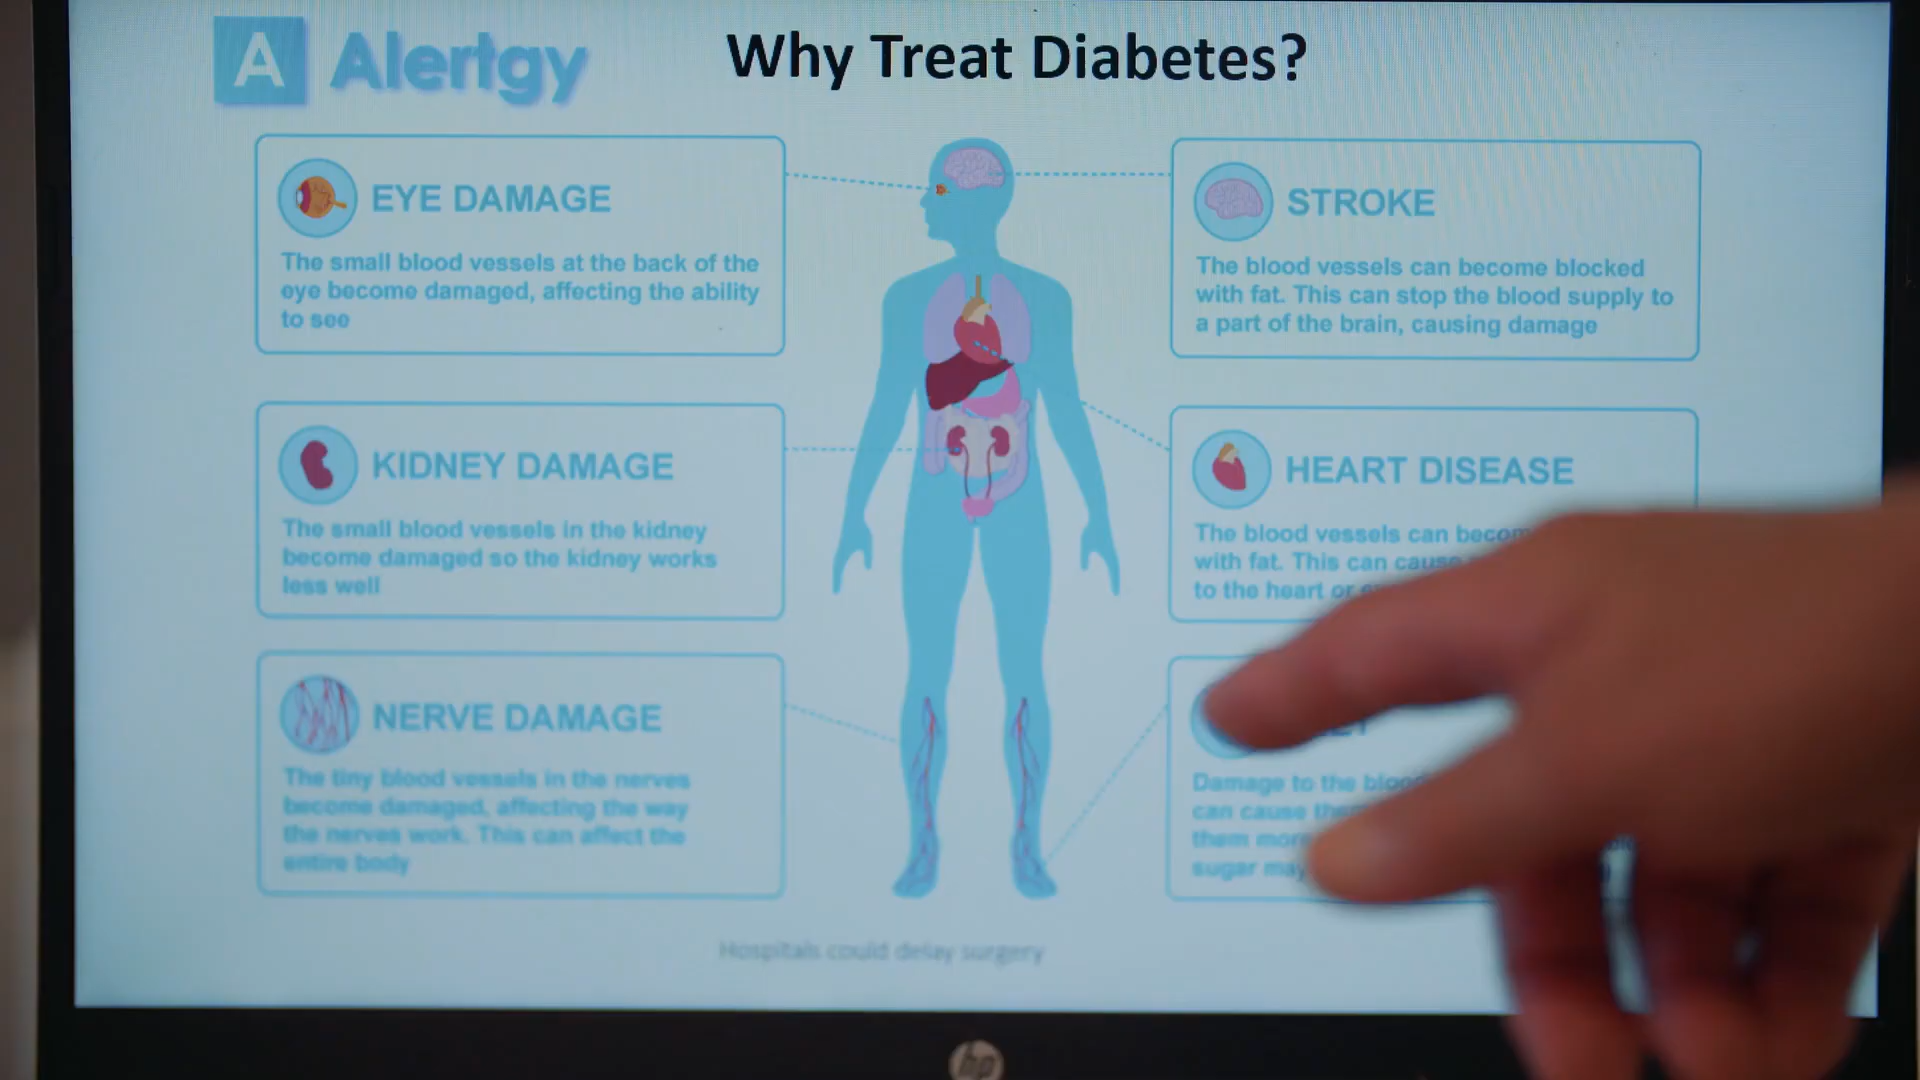 A Alertgy
Why Treat Diabetes?
EYE DAMAGE
The small blood vessels at the back of the
eye become damaged, affecting the ability
to see
KIDNEY DAMAGE
The small blood vessels in the kidney
become damaged so the kidney works
less well
NERVE DAMAGE
The tiny blood vessels in the nerves
become damaged, affecting the way
the nerves work. This can affect the
entire body
STROKE
The blood vessels can become blocked
with fat. This can stop the blood supply to
a part of the brain, causing damage
HEART DISEASE
The blood vessels can
with fat. This can cause
to the heart or
Damage to the
can cause
them
sugar may
Hospitals could delay surgery
hp